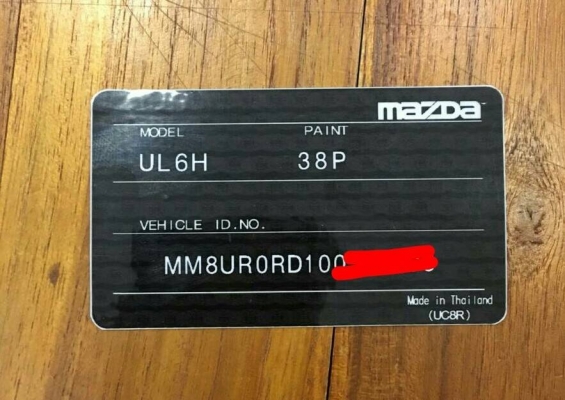 mazda
MODEL PAINT
UL6H 38P
VEHICLE ID.NO.
MM8UR0RD100
Made in Thailand
(UC8R)